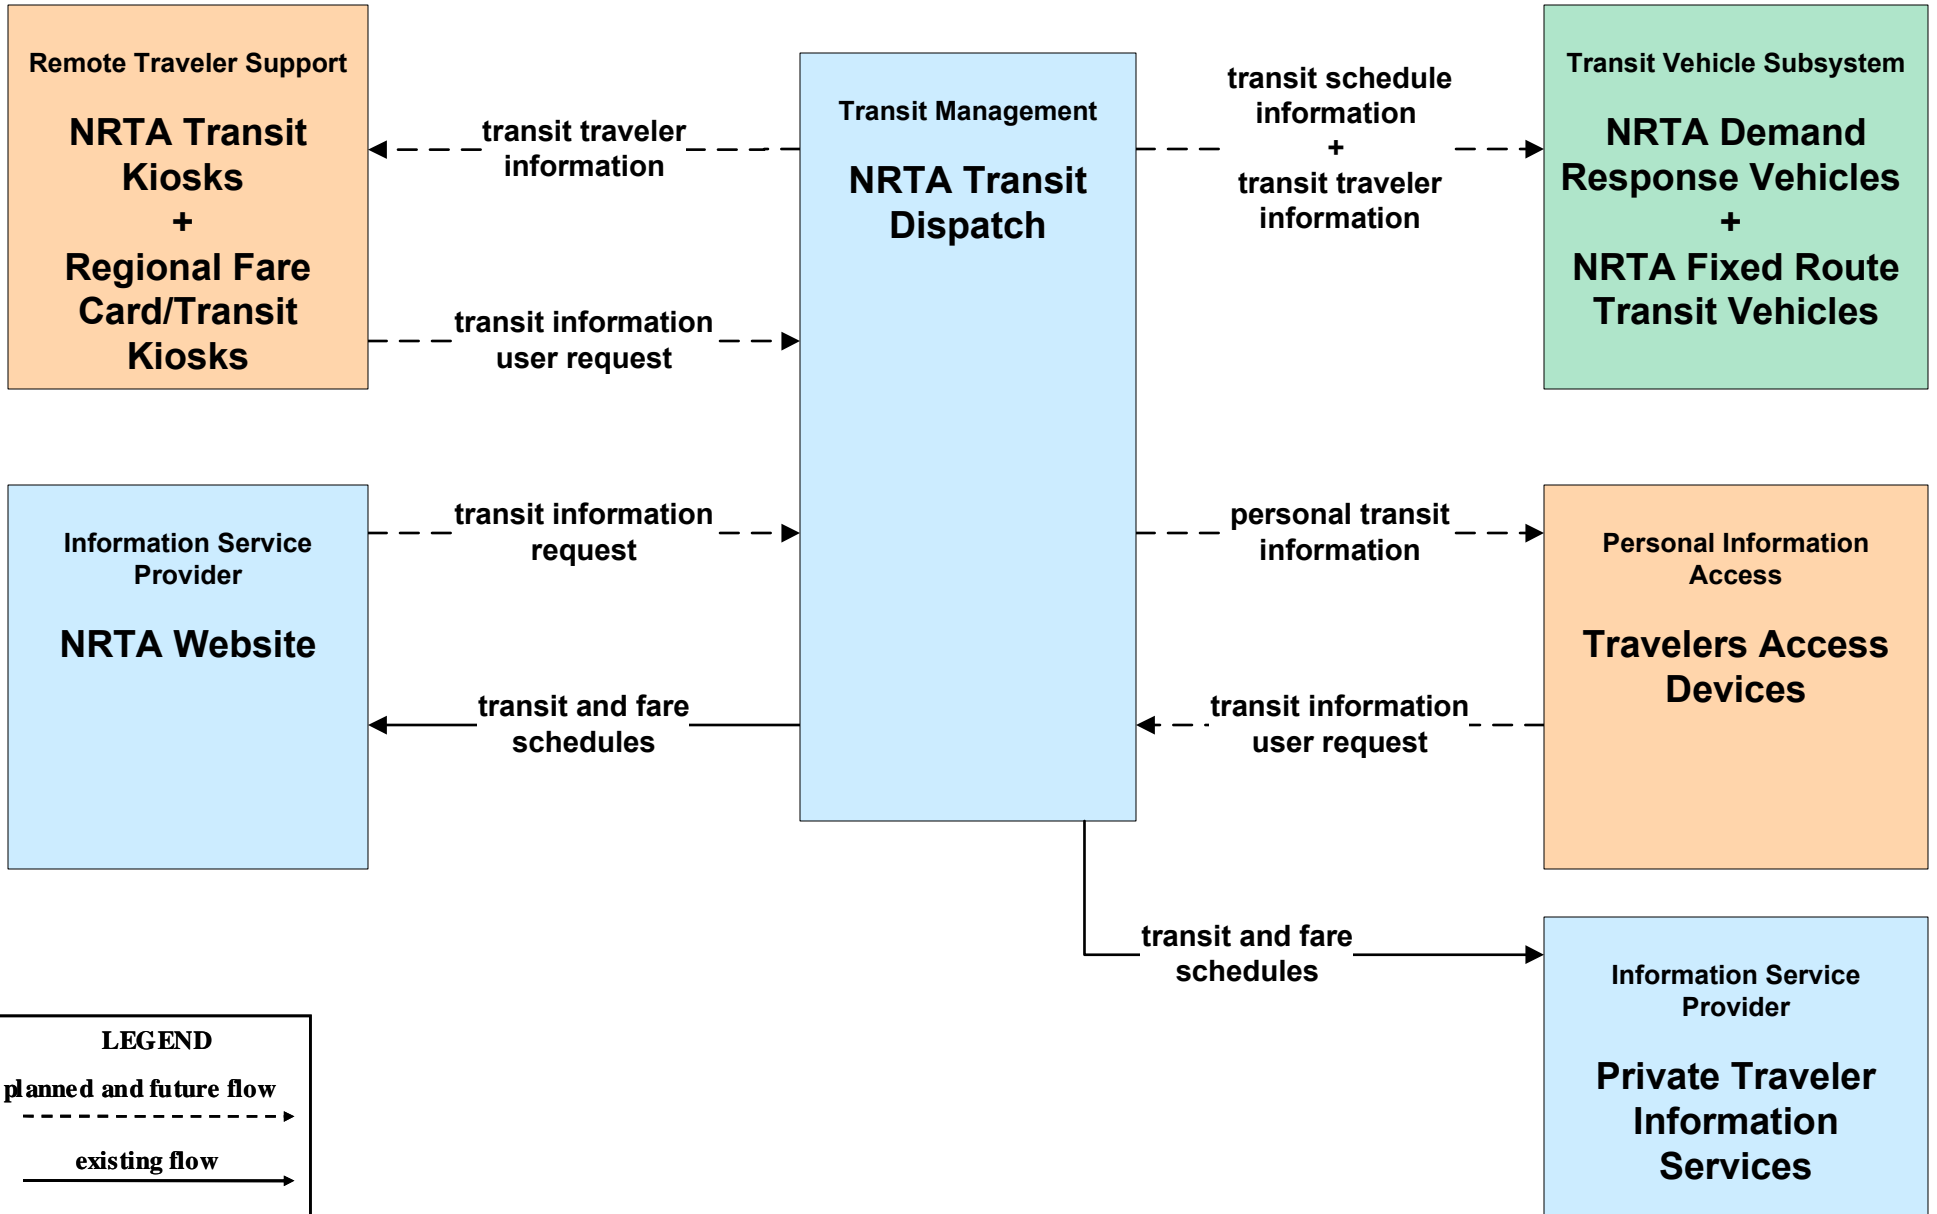 Remote Traveler Support
NRTA Transit
Kiosks
+
Regional Fare
Card/Transit
Kiosks
transit traveler
information
transit information
user request
Transit Management
NRTA Transit
Dispatch
transit schedule
information
+
transit traveler
information
Transit Vehicle Subsystem
NRTA Demand
Response Vehicles
+
NRTA Fixed Route
Transit Vehicles
Information Service
Provider
NRTA Website
transit information
request
transit and fare
schedules
personal transit
information
transit information
user request
Personal Information
Access
Travelers Access
Devices
transit and fare
schedules
Information Service
Provider
Private Traveler
Information
Services
LEGEND
planned and future flow
existing flow